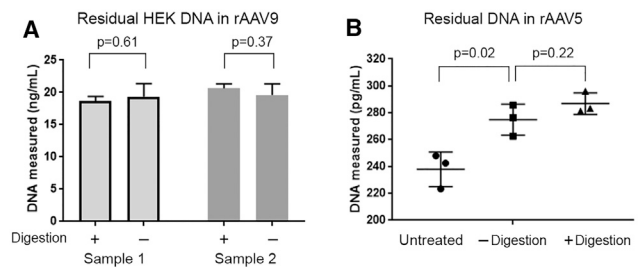 A
Residual HEK DNA in rAAV9
p=0.61
p=0.37
DNA measured (ng/mL)
25
20
15
10
5
0
Digestion + − + −
Sample 1 Sample 2
B
Residual DNA in rAAV5
p=0.02
p=0.22
DNA measured (pg/mL)
320
300
280
260
240
220
200
Untreated − Digestion + Digestion